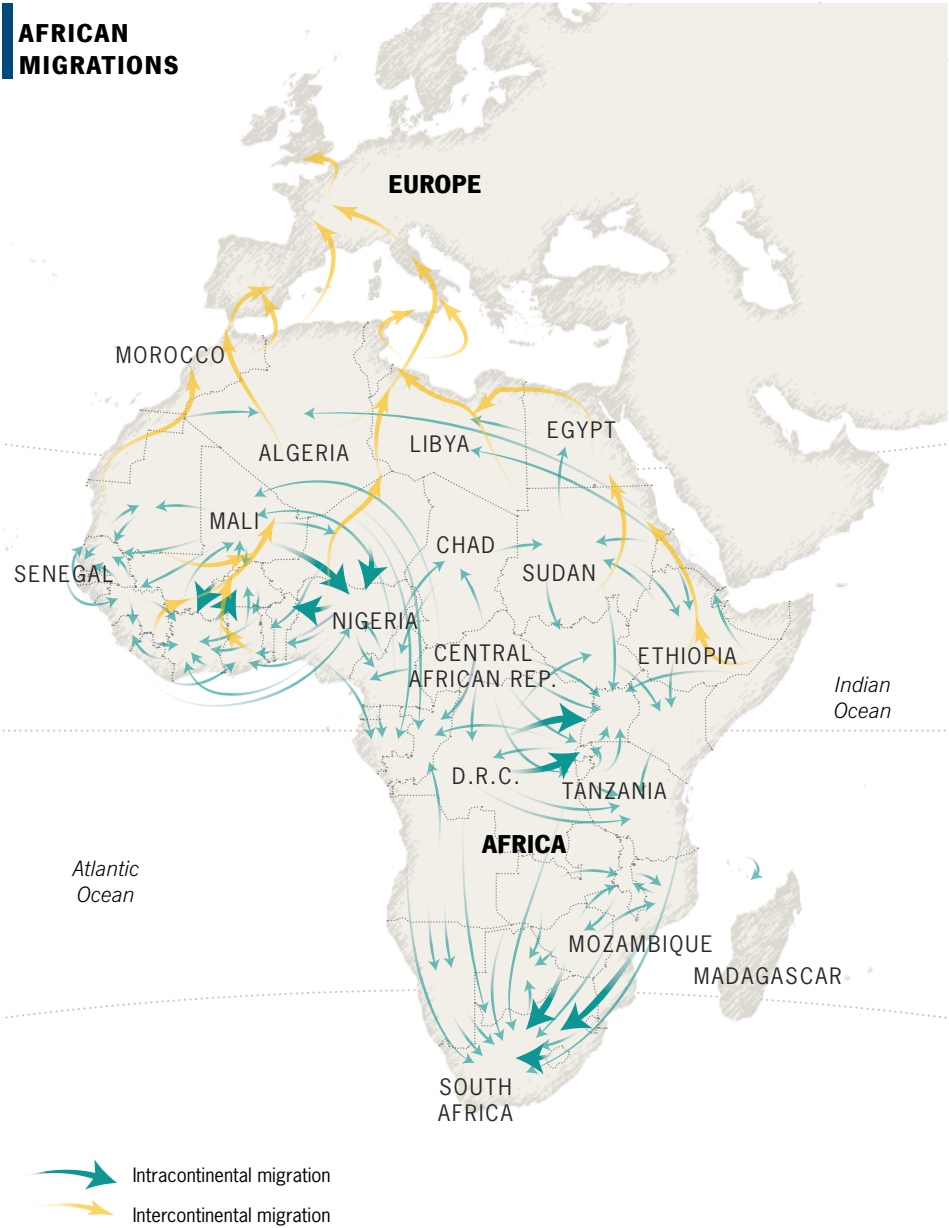 AFRICAN
MIGRATIONS
EUROPE
MOROCCO
ALGERIA
LIBYA
EGYPT
MALI
CHAD
SENEGAL
SUDAN
NIGERIA
CENTRAL
AFRICAN REP.
ETHIOPIA
Indian
Ocean
D.R.C.
TANZANIA
AFRICA
Atlantic
Ocean
MOZAMBIQUE
MADAGASCAR
SOUTH
AFRICA
Intracontinental migration
Intercontinental migration